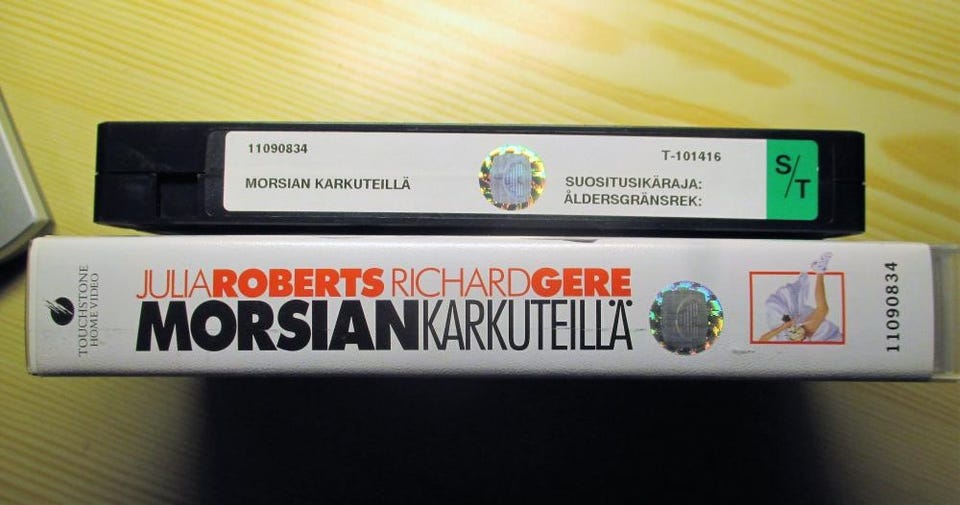 11090834
T-101416
MORSIAN KARKUTEILLÄ
SUOSITUSIKÄRAJA:
ÅLDERSGRÄNSREK:
S/T
TOUCHSTONE
HOME VIDEO
JULIA ROBERTS RICHARD GERE
MORSIAN KARKUTEILLÄ
11090834